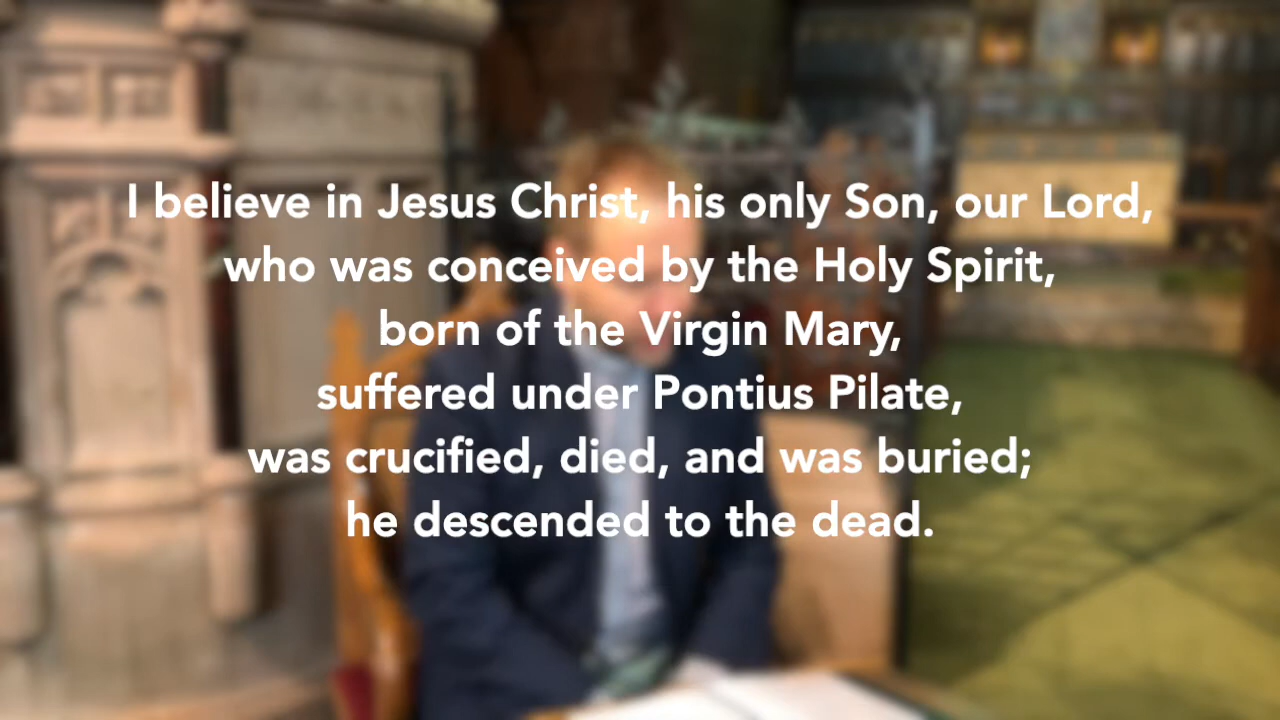 I believe in Jesus Christ, his only Son, our Lord,
who was conceived by the Holy Spirit,
born of the Virgin Mary,
suffered under Pontius Pilate,
was crucified, died, and was buried;
he descended to the dead.